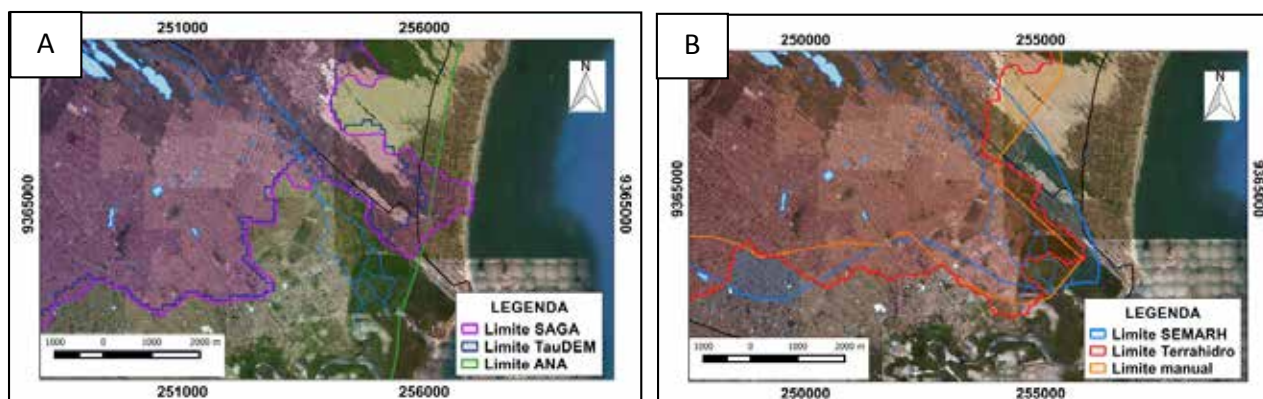 A
251000
256000
N
9365000
9365000
LEGENDA
Limite SAGA
Limite TauDEM
Limite ANA
1000 0 1000 2000 m
251000
256000
B
250000
255000
N
9365000
9365000
LEGENDA
Limite SEMARH
Limite Terrahidro
Limite manual
1000 0 1000 2000 m
250000
255000